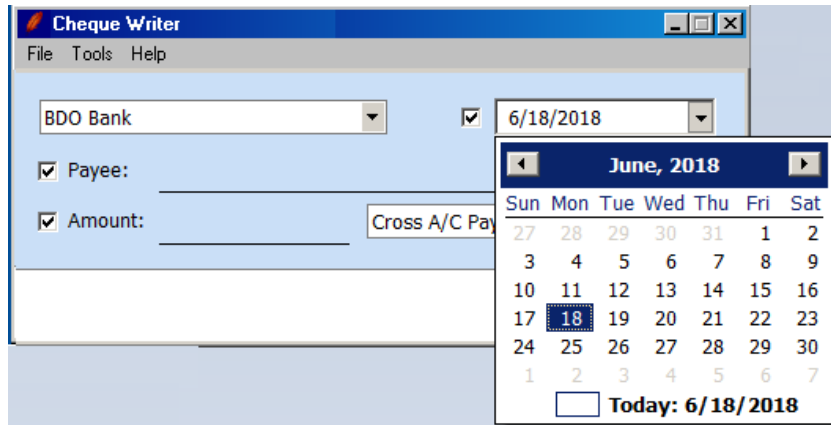 Cheque Writer
File Tools Help
BDO Bank 6/18/2018
Payee:
Amount: Cross A/C Pay
June, 2018
Sun Mon Tue Wed Thu Fri Sat
27 28 29 30 31 1 2
3 4 5 6 7 8 9
10 11 12 13 14 15 16
17 18 19 20 21 22 23
24 25 26 27 28 29 30
1 2 3 4 5 6 7
Today: 6/18/2018